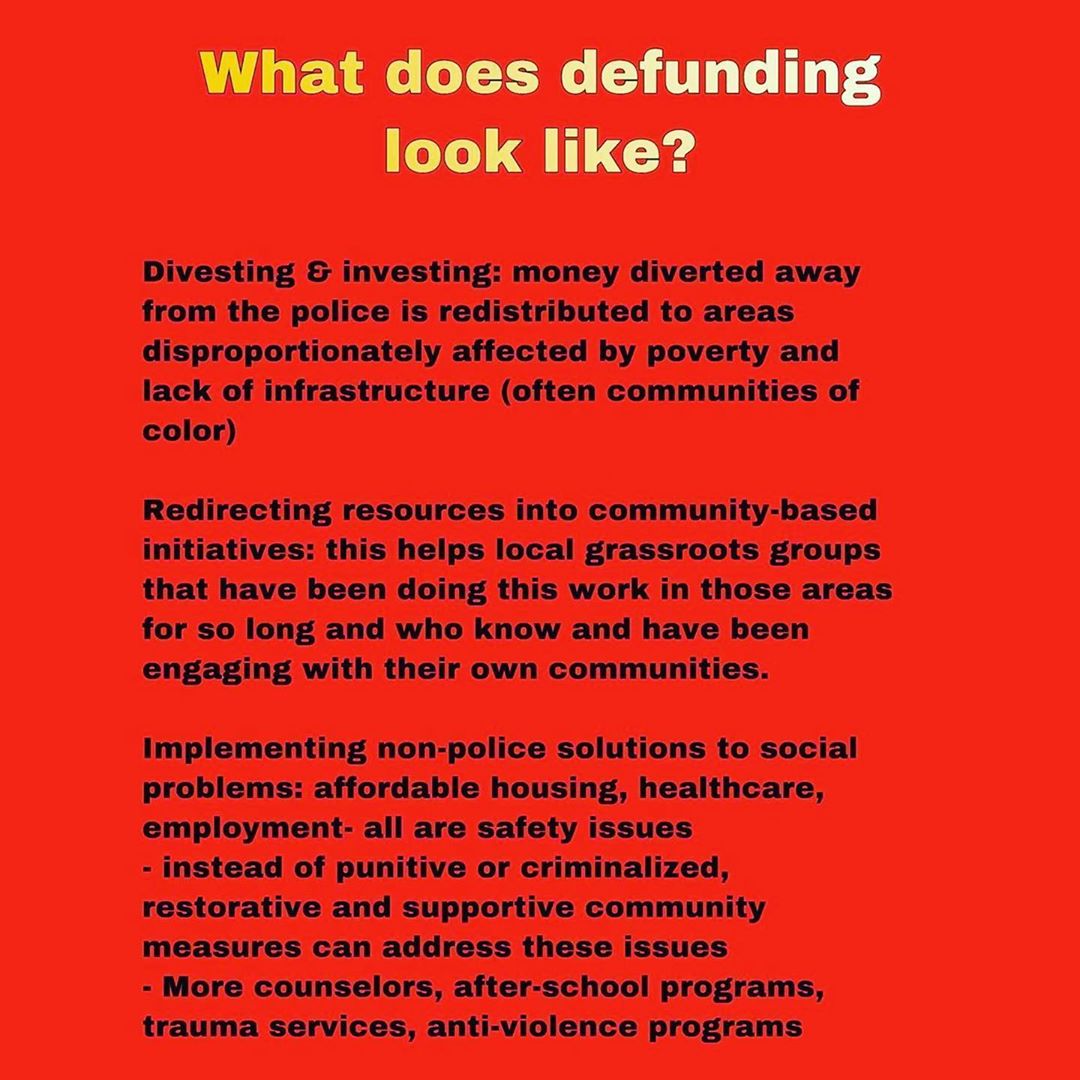 What does defunding
look like?
Divesting & investing: money diverted away
from the police is redistributed to areas
disproportionately affected by poverty and
lack of infrastructure (often communities of
color)
Redirecting resources into community-based
initiatives: this helps local grassroots groups
that have been doing this work in those areas
for so long and who know and have been
engaging with their own communities.
Implementing non-police solutions to social
problems: affordable housing, healthcare,
employment- all are safety issues
- instead of punitive or criminalized,
restorative and supportive community
measures can address these issues
- More counselors, after-school programs,
trauma services, anti-violence programs